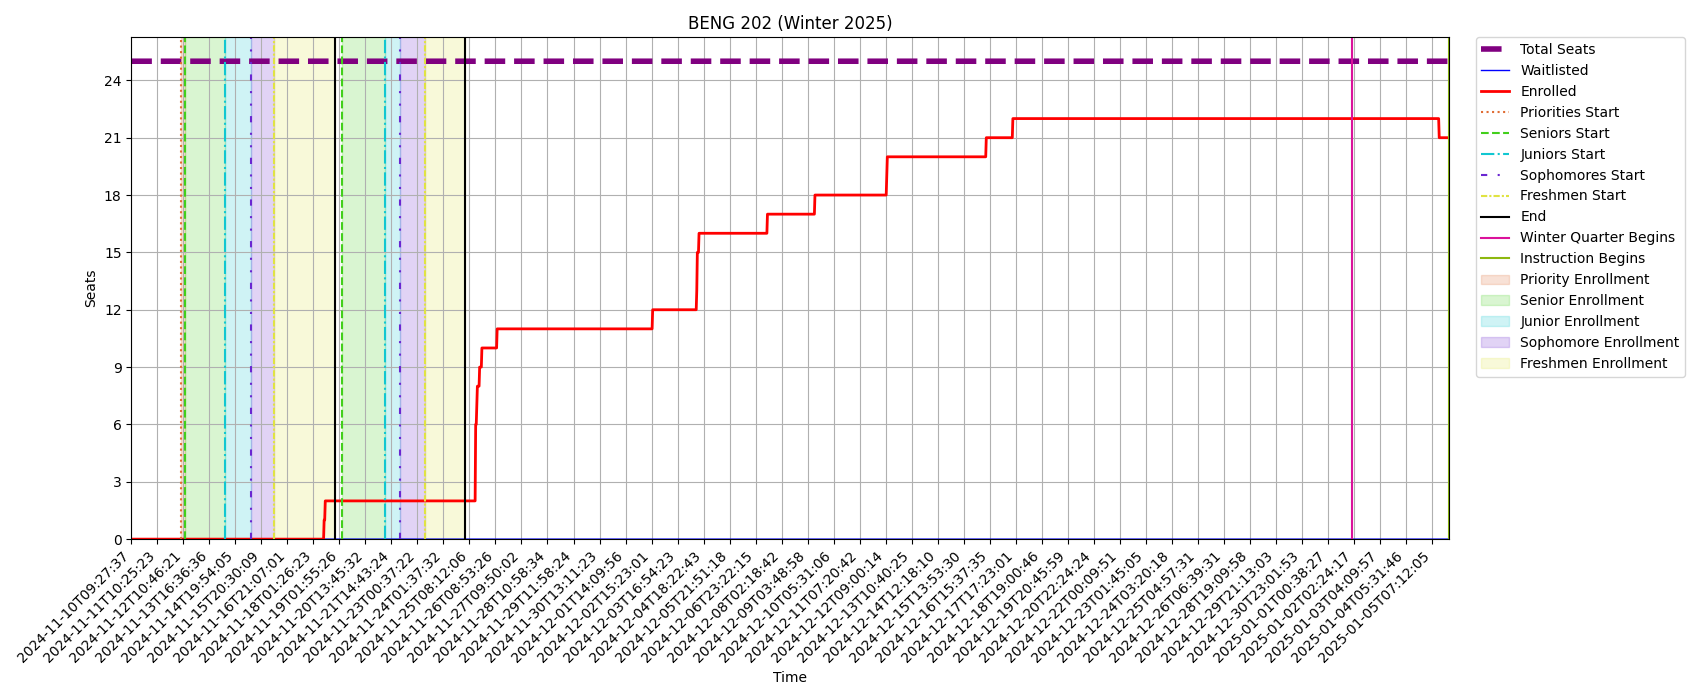 BENG 202 (Winter 2025)
Seats
24
21
18
15
12
9
6
3
0
2024-11-10T09:27:37
2024-11-11T10:25:23
2024-11-12T10:46:21
2024-11-13T16:36:36
2024-11-14T19:54:05
2024-11-15T20:30:09
2024-11-16T21:07:01
2024-11-18T01:26:23
2024-11-19T01:55:26
2024-11-20T13:45:32
2024-11-21T14:43:24
2024-11-23T00:37:22
2024-11-24T01:37:32
2024-11-25T08:12:06
2024-11-26T08:53:26
2024-11-27T09:50:02
2024-11-28T10:58:34
2024-11-29T11:58:24
2024-11-30T13:11:23
2024-12-01T14:09:56
2024-12-02T15:23:01
2024-12-03T16:54:23
2024-12-04T18:22:43
2024-12-05T21:51:18
2024-12-06T23:22:15
2024-12-08T02:18:42
2024-12-09T03:48:58
2024-12-10T05:31:06
2024-12-11T07:20:42
2024-12-12T09:00:14
2024-12-13T10:40:25
2024-12-14T12:18:10
2024-12-15T13:53:30
2024-12-16T15:37:35
2024-12-17T17:23:01
2024-12-18T19:00:46
2024-12-19T20:45:59
2024-12-20T22:24:24
2024-12-22T00:09:51
2024-12-23T01:45:05
2024-12-24T03:20:18
2024-12-25T04:57:31
2024-12-26T06:39:31
2024-12-28T19:09:58
2024-12-29T21:13:03
2024-12-30T23:01:53
2025-01-01T00:38:27
2025-01-02T02:24:17
2025-01-03T04:09:57
2025-01-04T05:31:46
2025-01-05T07:12:05
Time
Total Seats
Waitlisted
Enrolled
Priorities Start
Seniors Start
Juniors Start
Sophomores Start
Freshmen Start
End
Winter Quarter Begins
Instruction Begins
Priority Enrollment
Senior Enrollment
Junior Enrollment
Sophomore Enrollment
Freshmen Enrollment